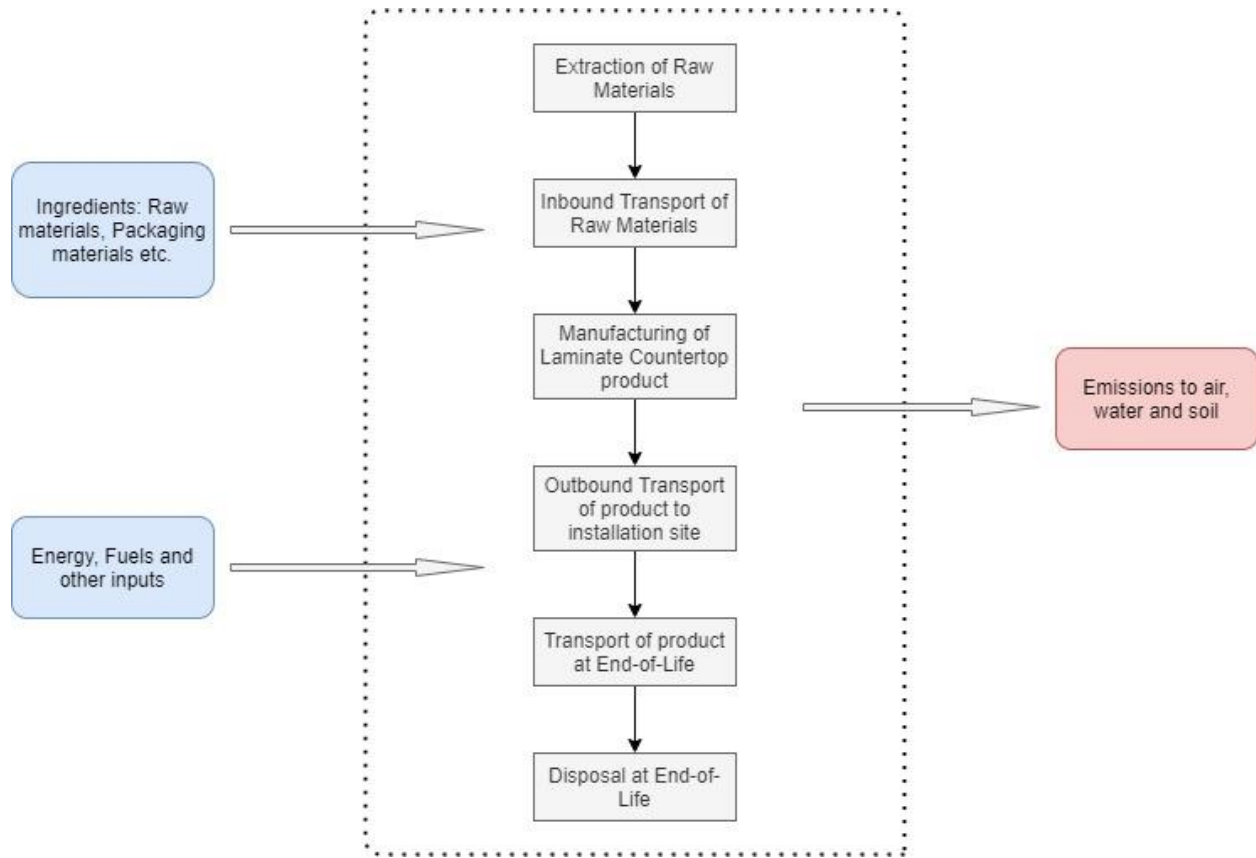 Extraction of Raw
Materials
Ingredients: Raw
materials, Packaging
materials etc.
Inbound Transport of
Raw Materials
Manufacturing of
Laminate Countertop
product
Emissions to air,
water and soil
Outbound Transport
of product to
installation site
Energy, Fuels and
other inputs
Transport of product
at End-of-Life
Disposal at End-of-
Life